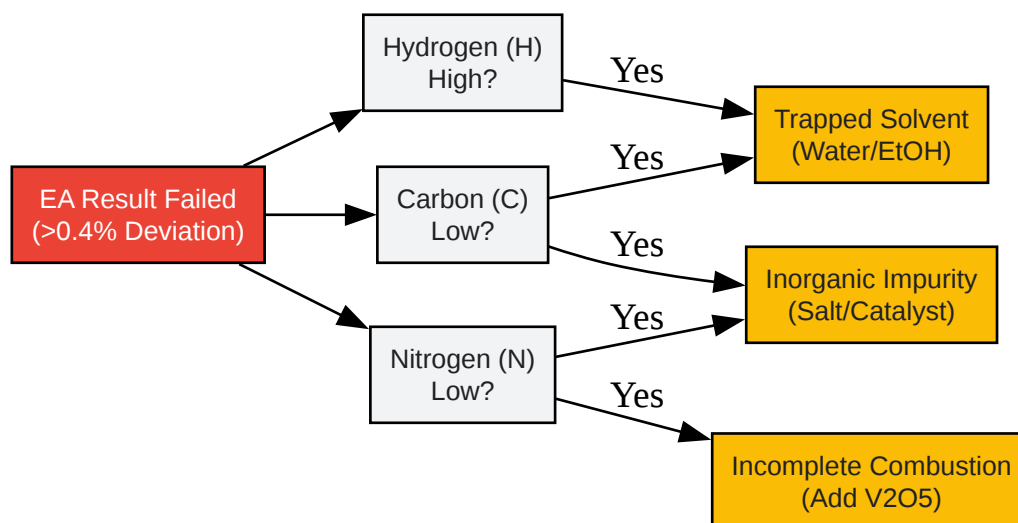 EA Result Failed
(>0.4% Deviation)
Hydrogen (H)
High?
Carbon (C)
Low?
Nitrogen (N)
Low?
Yes
Yes
Yes
Yes
Yes
Trapped Solvent
(Water/EtOH)
Inorganic Impurity
(Salt/Catalyst)
Incomplete Combustion
(Add V2O5)